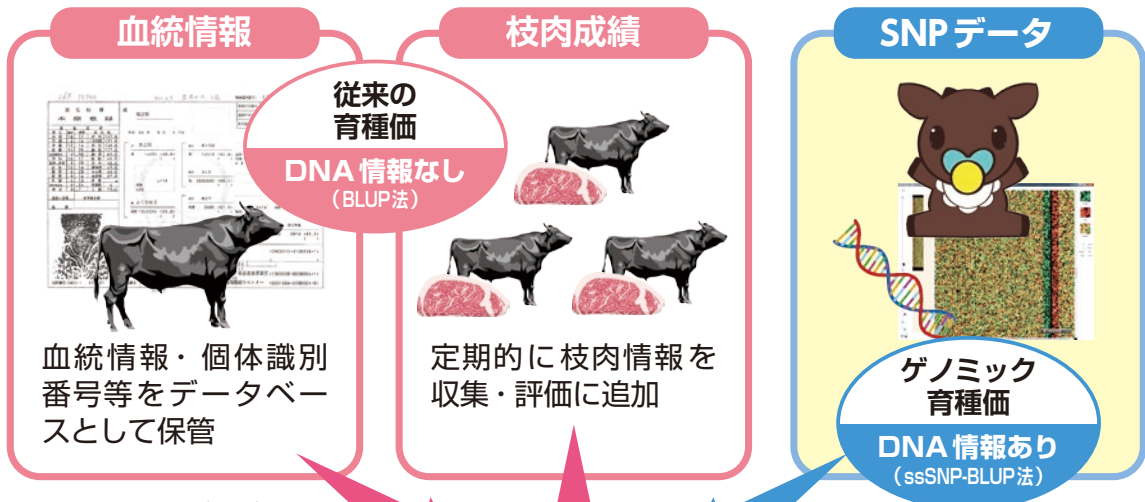 血統情報
枝肉成績
SNPデータ
従来の
育種価
DNA情報なし
（BLUP法）
血統情報・個体識別
番号等をデータベー
スとして保管
定期的に枝肉情報を
収集・評価に追加
ゲノミック
育種価
DNA情報あり
（ssSNP-BLUP法）